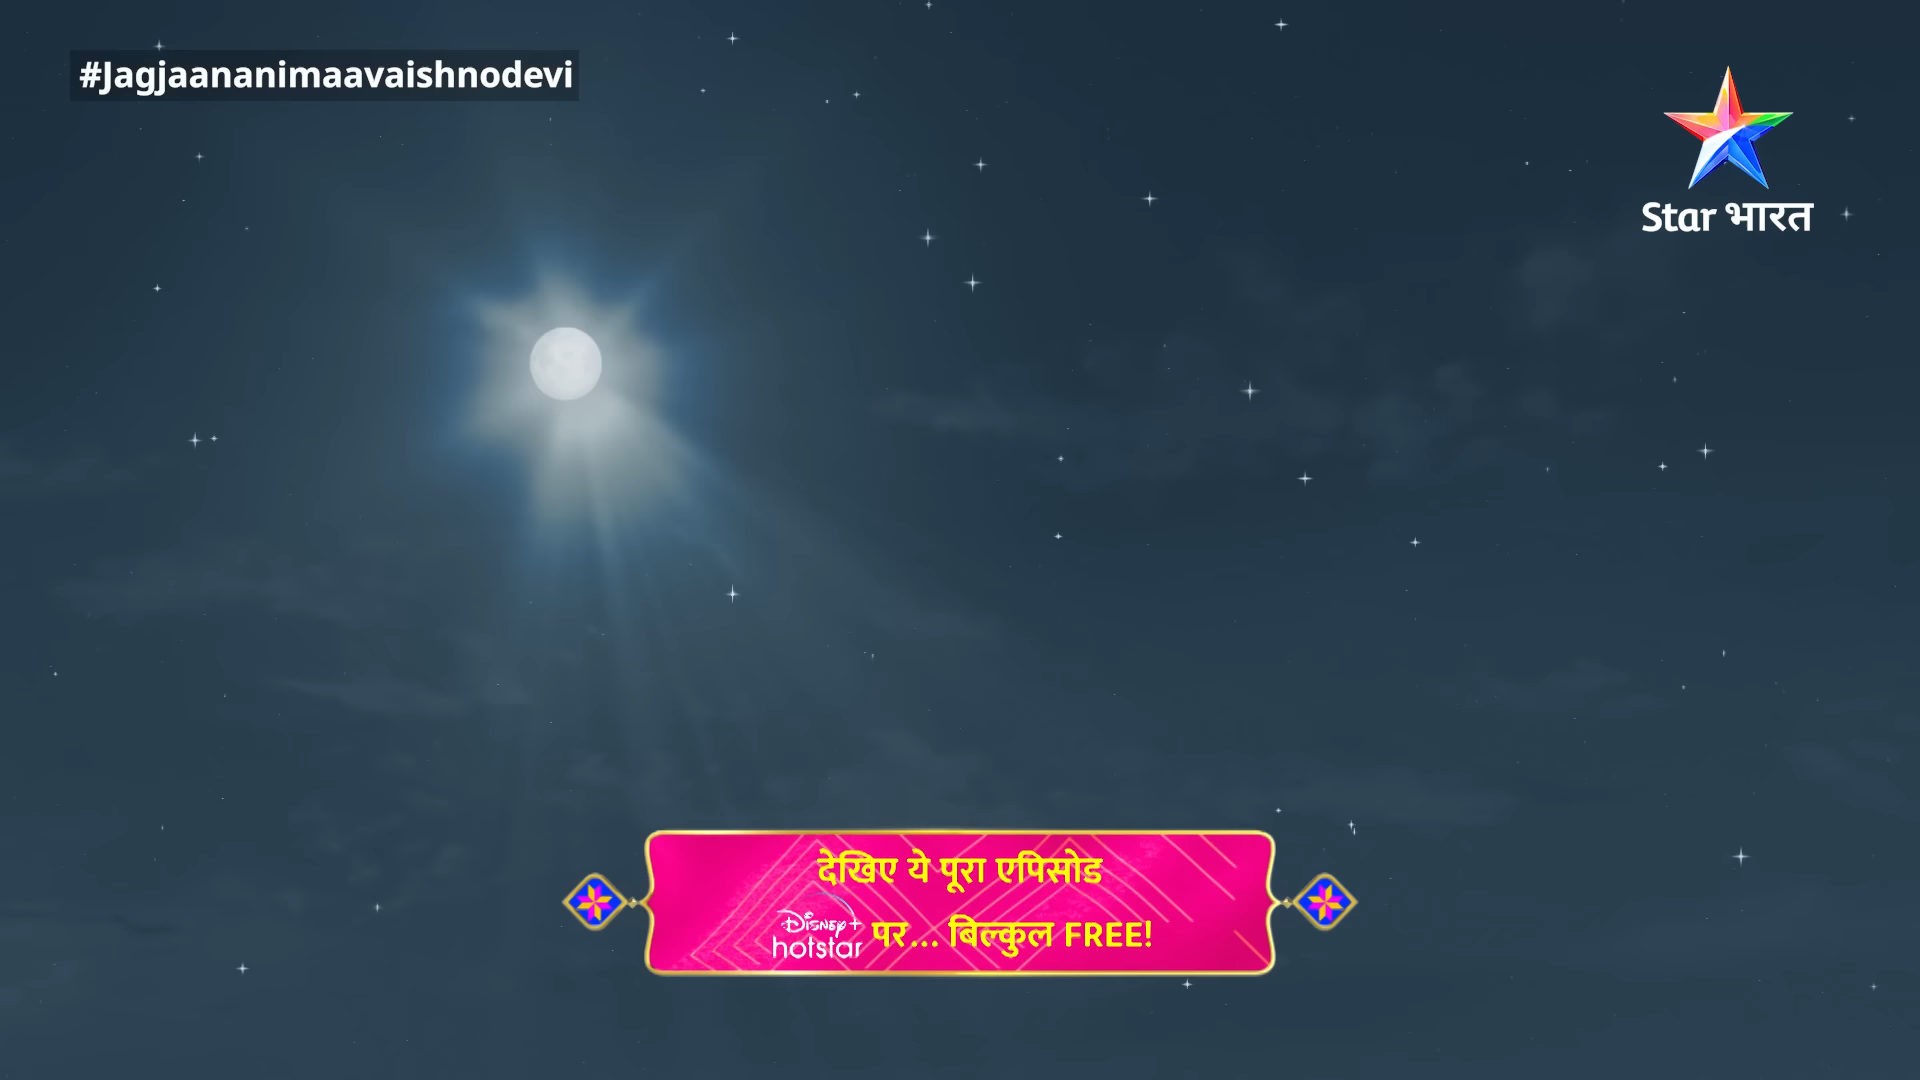 #Jagjaananimaavaishnodevi
Star भारत
देखिए ये पूरा एपिसोड
Disney+ hotstar पर... बिल्कुल FREE!